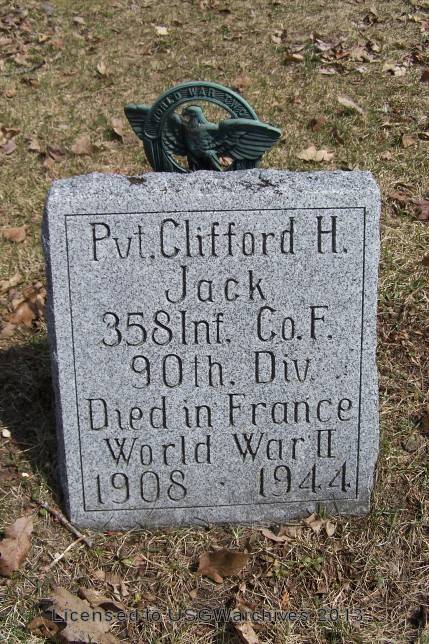 WORLD WAR
Pvt. Clifford H.
Jack
358 Inf. Co. F.
90th. Div.
Died in France
World War II
1908 · 1944
Licensed to USGWarchives 2013